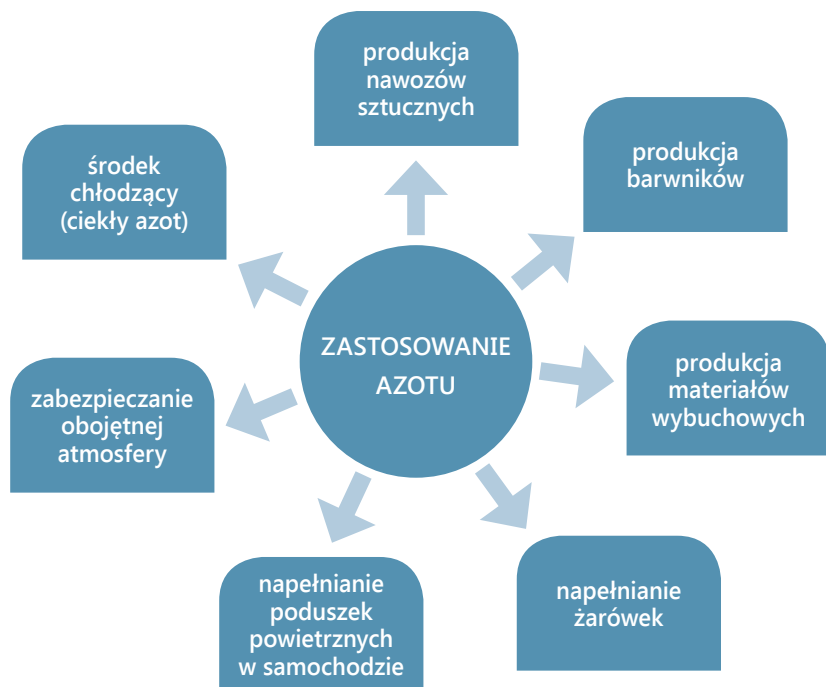 produkcja
nawozów
sztucznych
produkcja
barwników
środek
chłodzący
(ciekły azot)
ZASTOSOWANIE
AZOTU
produkcja
materiałów
wybuchowych
zabezpieczanie
obojętnej
atmosfery
napełnianie
żarówek
napełnianie
poduszek
powietrznych
w samochodzie